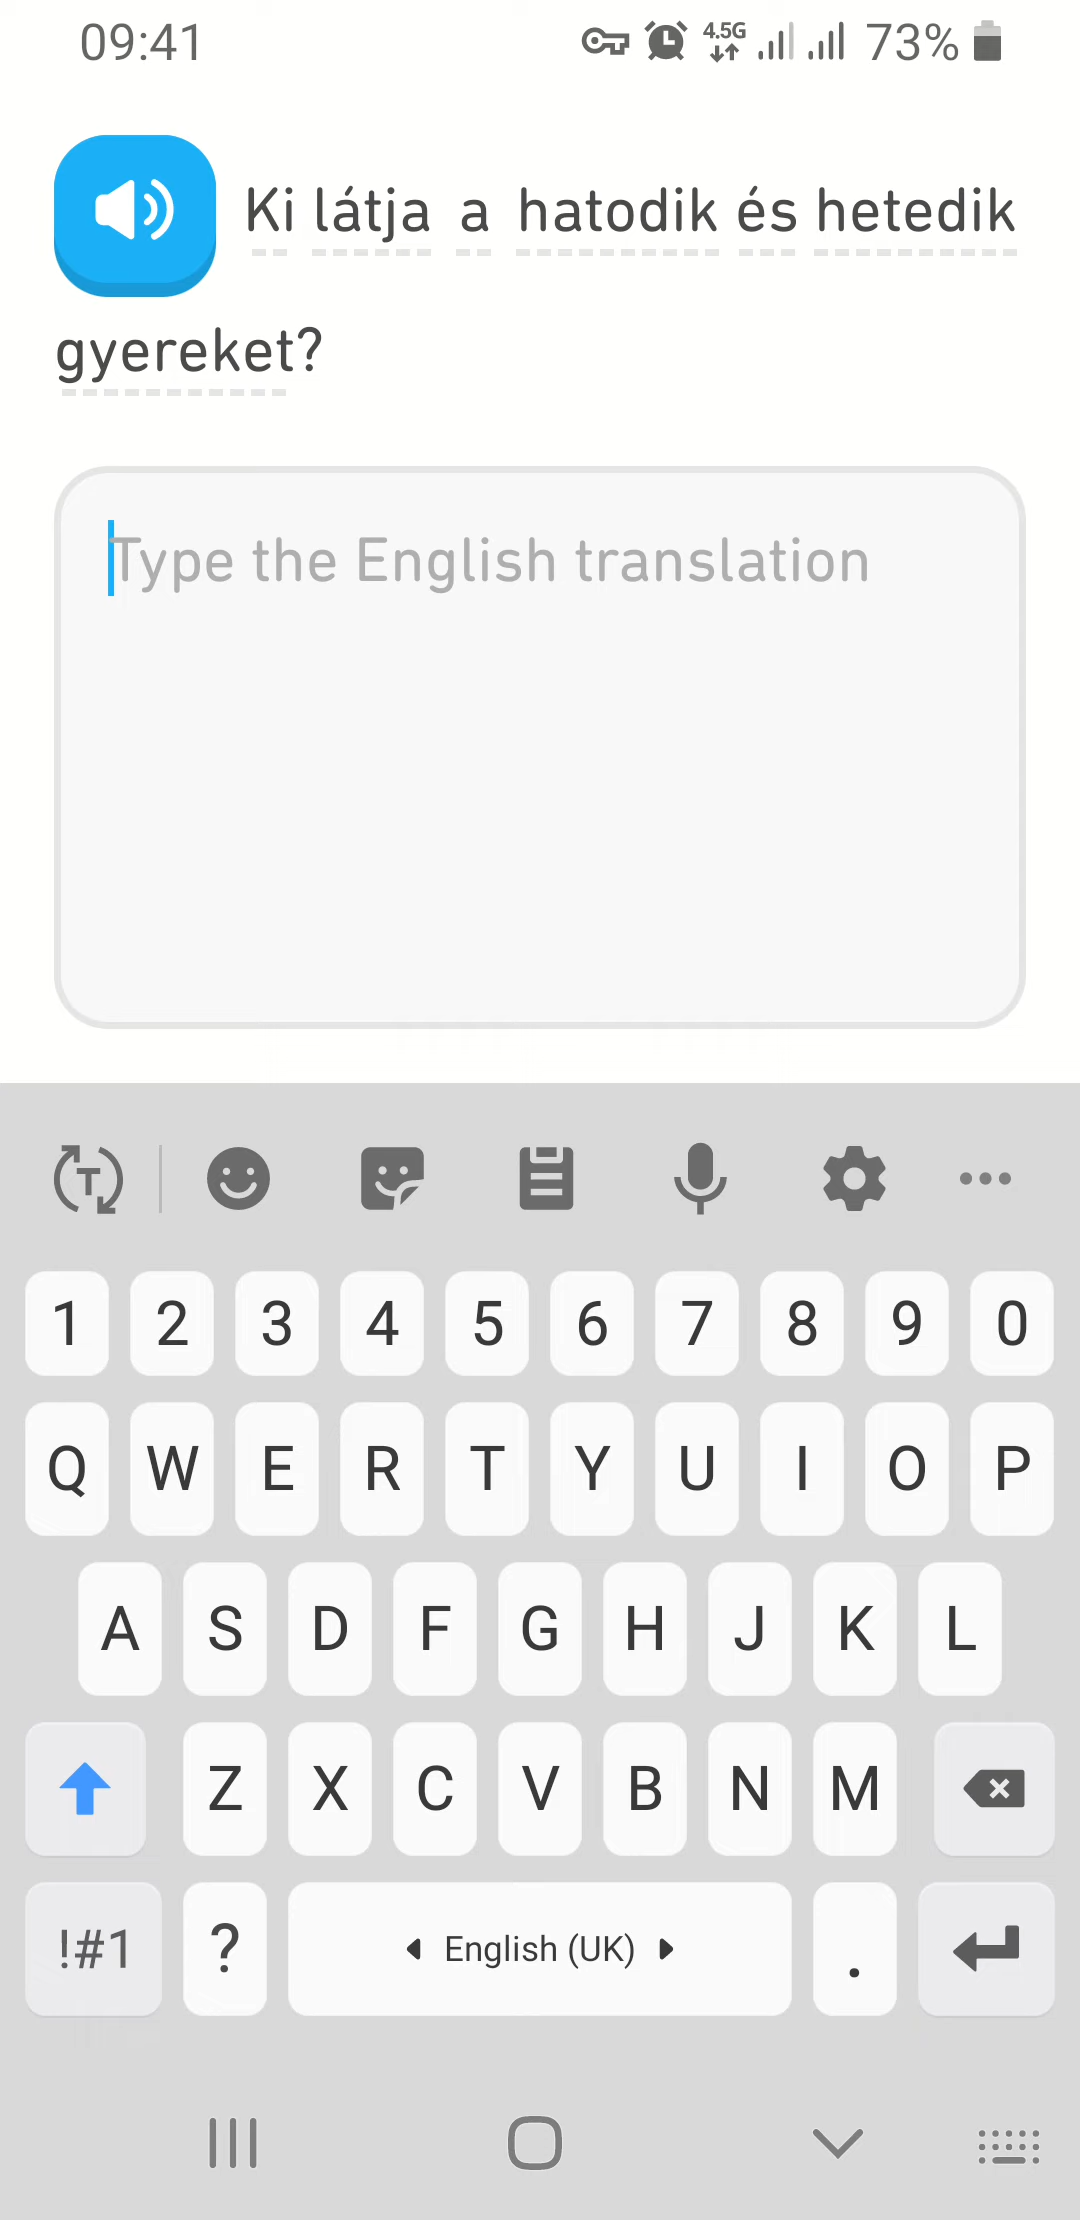 09:41 4.5G 73%
Ki látja a hatodik és hetedik
gyereket?
Type the English translation
T
1 2 3 4 5 6 7 8 9 0
Q W E R T Y U I O P
A S D F G H J K L
Z X C V B N M
!#1 ? English (UK) .